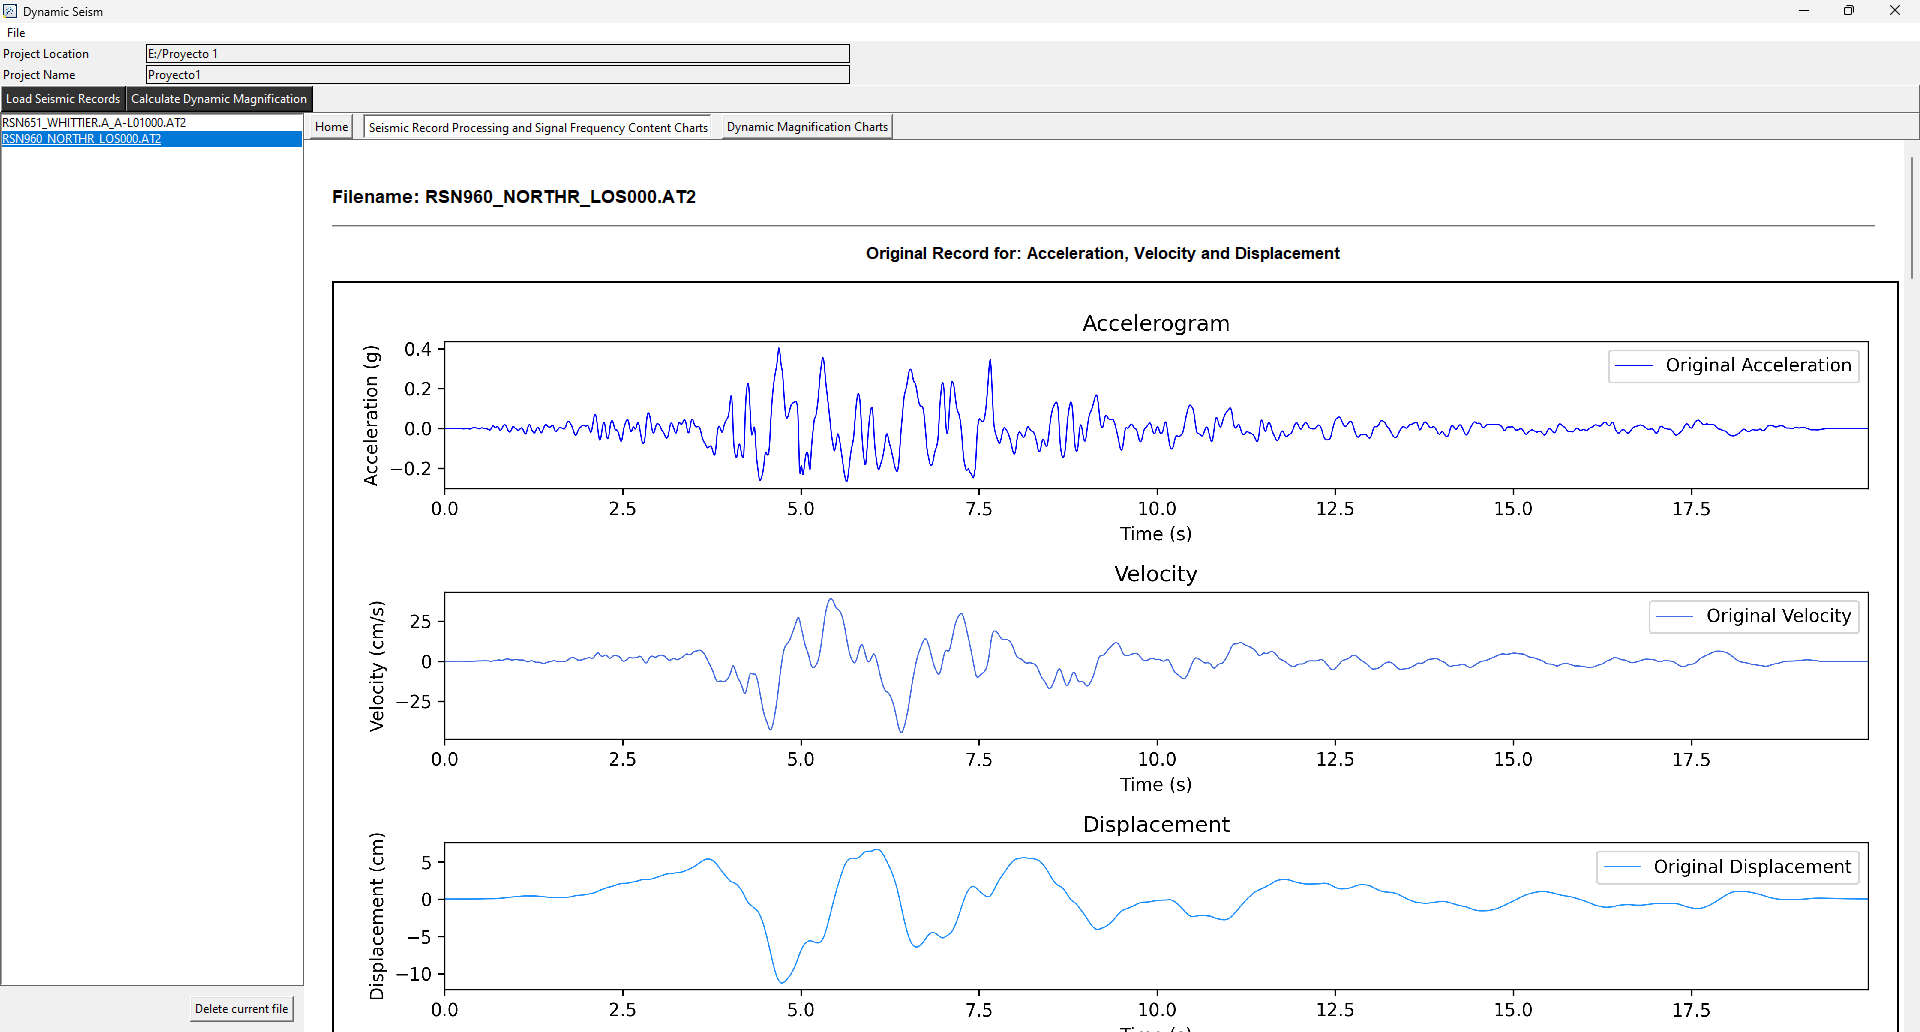 Dynamic Seism
File
Project Location E:/Proyecto 1
Project Name Proyecto1
Load Seismic Records Calculate Dynamic Magnification
RSN651_WHITTIER.A_A-L01000.AT2
RSN960_NORTHR_LOS000.AT2
Home Seismic Record Processing and Signal Frequency Content Charts Dynamic Magnification Charts
Filename: RSN960_NORTHR_LOS000.AT2
Original Record for: Acceleration, Velocity and Displacement
Accelerogram
Acceleration (g)
0.4
0.2
0.0
−0.2
Original Acceleration
0.0 2.5 5.0 7.5 10.0 12.5 15.0 17.5
Time (s)
Velocity
Velocity (cm/s)
25
0
−25
Original Velocity
0.0 2.5 5.0 7.5 10.0 12.5 15.0 17.5
Time (s)
Displacement
Displacement (cm)
5
0
−5
−10
Original Displacement
0.0 2.5 5.0 7.5 10.0 12.5 15.0 17.5
Time (s)
Delete current file